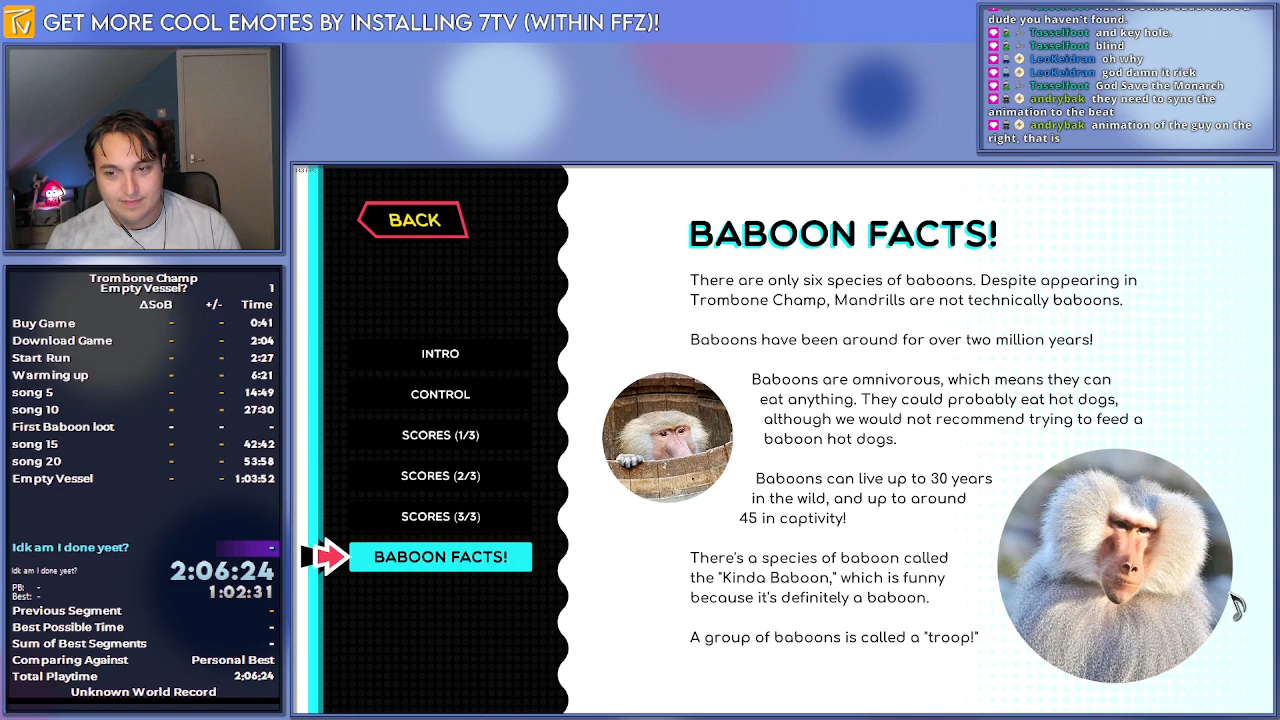 GET MORE COOL EMOTES BY INSTALLING 7TV (WITHIN FFZ)!
dude you haven't found.
Tasselfoot and key hole.
Tasselfoot blind
LeoKeidran oh why
LeoKeidran god damn it riek
Tasselfoot God Save the Monarch
andrybak they need to sync the
animation to the beat
andrybak animation of the guy on the
right, that is
Trombone Champ
Empty Vessel? 1
ΔSoB +/- Time
Buy Game - - 0:41
Download Game - - 2:04
Start Run - - 2:27
Warming up - - 6:21
song 5 - - 14:49
song 10 - - 27:30
First Baboon loot - - -
song 15 - - 42:42
song 20 - - 53:58
Empty Vessel - - 1:03:52
Idk am I done yeet? -
Idk am I done yeet? 2:06:24
PB: -
Best: - 1:02:31
Previous Segment -
Best Possible Time -
Sum of Best Segments -
Comparing Against Personal Best
Total Playtime 2:06:24
Unknown World Record
143 FPS
BACK
INTRO
CONTROL
SCORES (1/3)
SCORES (2/3)
SCORES (3/3)
BABOON FACTS!
BABOON FACTS!
There are only six species of baboons. Despite appearing in
Trombone Champ, Mandrills are not technically baboons.
Baboons have been around for over two million years!
Baboons are omnivorous, which means they can
eat anything. They could probably eat hot dogs,
although we would not recommend trying to feed a
baboon hot dogs.
Baboons can live up to 30 years
in the wild, and up to around
45 in captivity!
There's a species of baboon called
the "Kinda Baboon," which is funny
because it's definitely a baboon.
A group of baboons is called a "troop!"